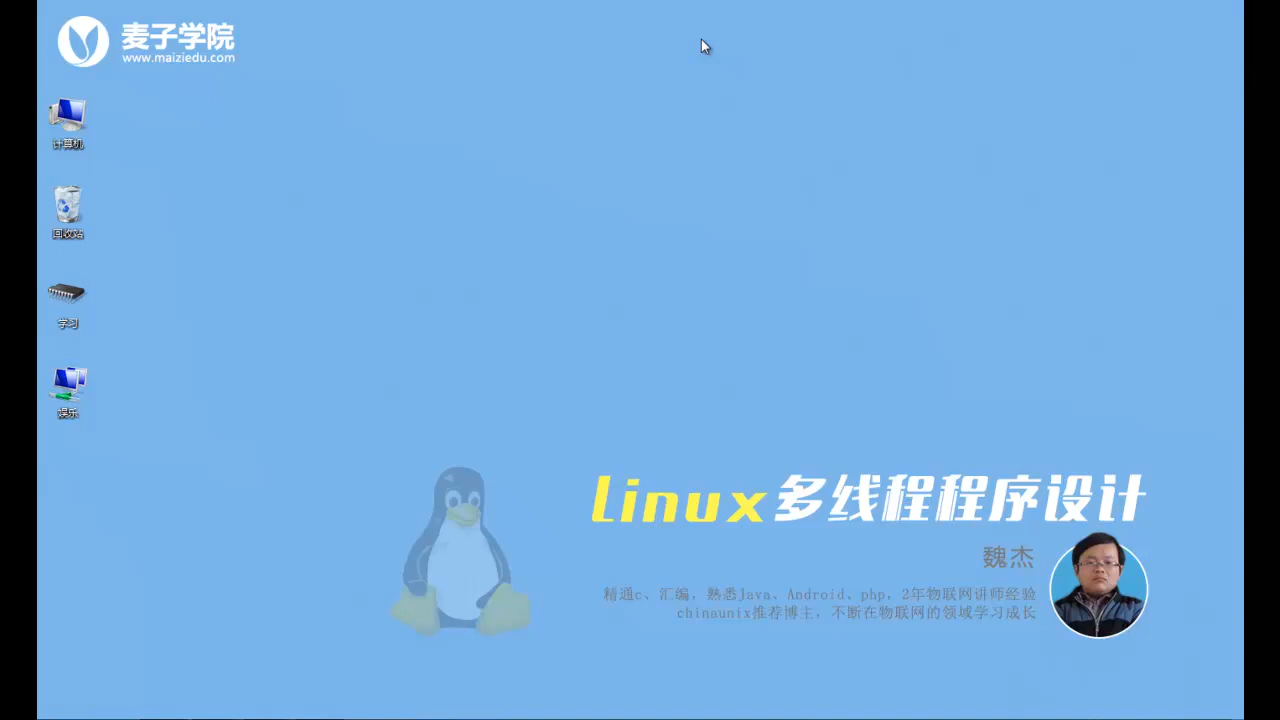 麦子学院
www.maiziedu.com
计算机
回收站
学习
娱乐
Linux多线程程序设计
魏杰
精通c、汇编，熟悉Java、Android、php，2年物联网讲师经验
chinaunix推荐博主，不断在物联网的领域学习成长